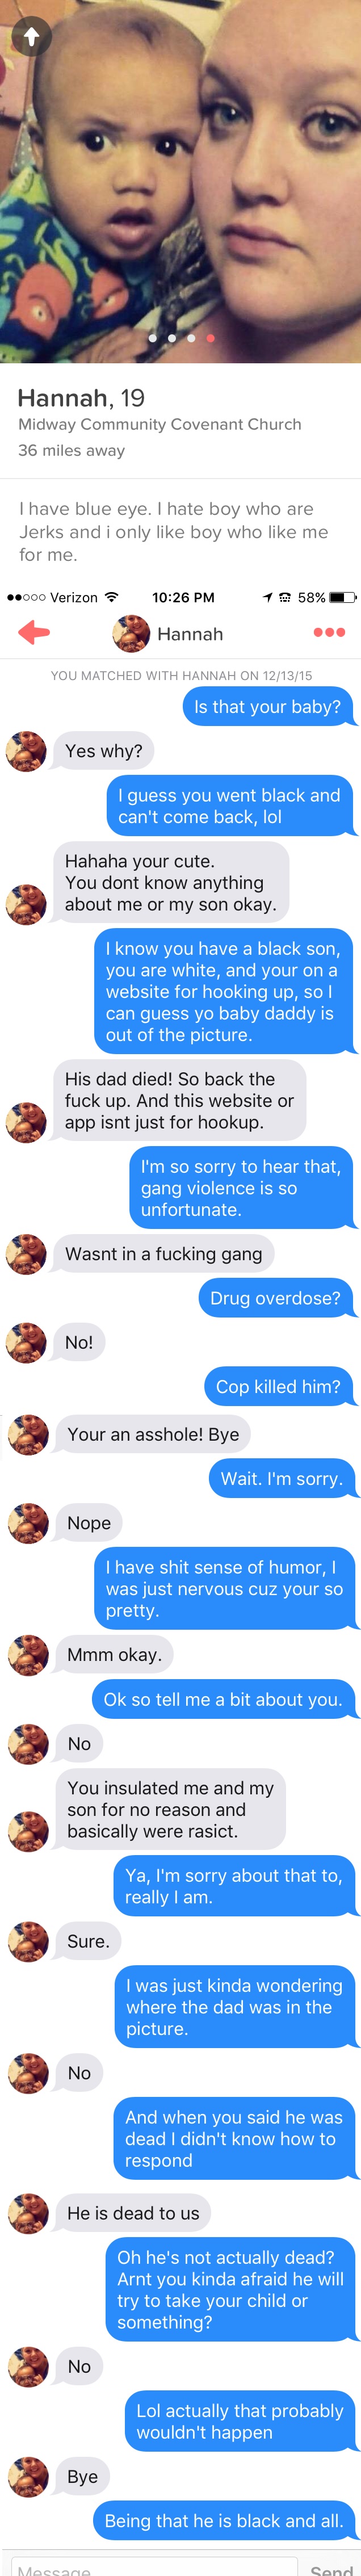 Hannah, 19
Midway Community Covenant Church
36 miles away
I have blue eye. I hate boy who are
Jerks and i only like boy who like me
for me.
Verizon 10:26 PM 58%
Hannah
YOU MATCHED WITH HANNAH ON 12/13/15
Is that your baby?
Yes why?
I guess you went black and
can't come back, lol
Hahaha your cute.
You dont know anything
about me or my son okay.
I know you have a black son,
you are white, and your on a
website for hooking up, so I
can guess yo baby daddy is
out of the picture.
His dad died! So back the
fuck up. And this website or
app isnt just for hookup.
I'm so sorry to hear that,
gang violence is so
unfortunate.
Wasnt in a fucking gang
Drug overdose?
No!
Cop killed him?
Your an asshole! Bye
Wait. I'm sorry.
Nope
I have shit sense of humor, I
was just nervous cuz your so
pretty.
Mmm okay.
Ok so tell me a bit about you.
No
You insulated me and my
son for no reason and
basically were rasict.
Ya, I'm sorry about that to,
really I am.
Sure.
I was just kinda wondering
where the dad was in the
picture.
No
And when you said he was
dead I didn't know how to
respond
He is dead to us
Oh he's not actually dead?
Arnt you kinda afraid he will
try to take your child or
something?
No
Lol actually that probably
wouldn't happen
Bye
Being that he is black and all.
Message
Send